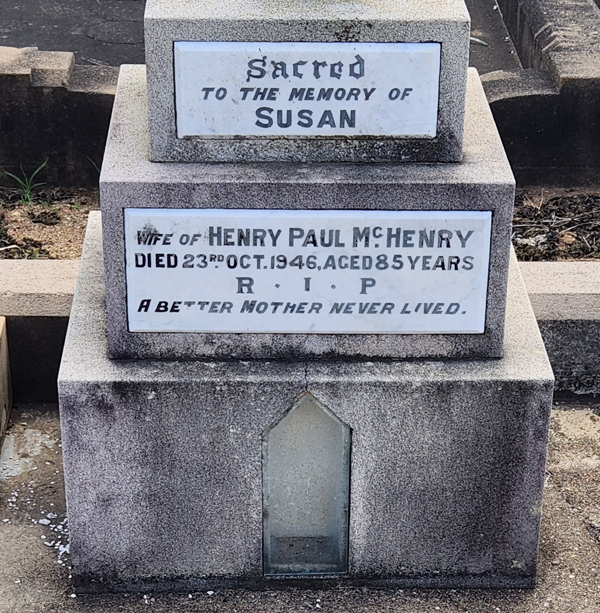 Sacred
TO THE MEMORY OF
SUSAN
WIFE OF HENRY PAUL McHENRY
DIED 23RD OCT. 1946, AGED 85 YEARS
R · I · P
A BETTER MOTHER NEVER LIVED.